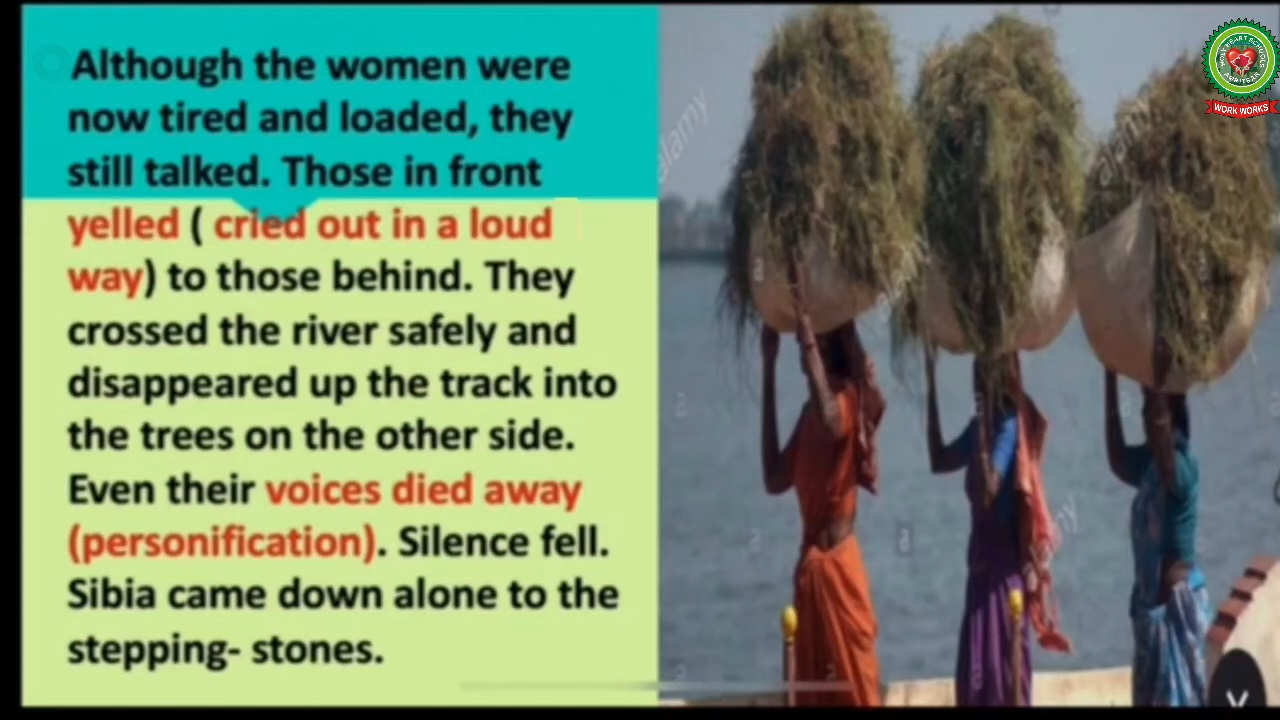 Although the women were
now tired and loaded, they
still talked. Those in front
yelled ( cried out in a loud
way) to those behind. They
crossed the river safely and
disappeared up the track into
the trees on the other side.
Even their voices died away
(personification). Silence fell.
Sibia came down alone to the
stepping- stones.
alamy
alamy
WORK WORKS